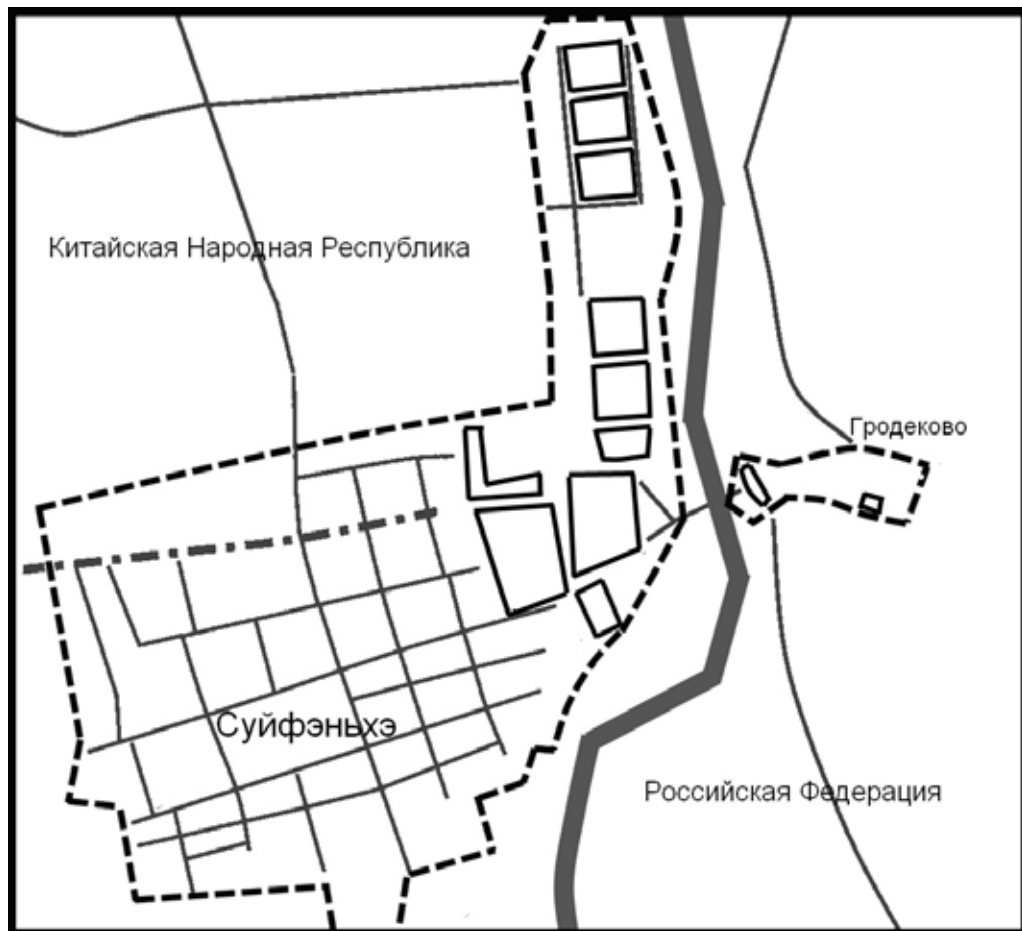 Китайская Народная Республика
Гродеково
Суйфэньхэ
Российская Федерация